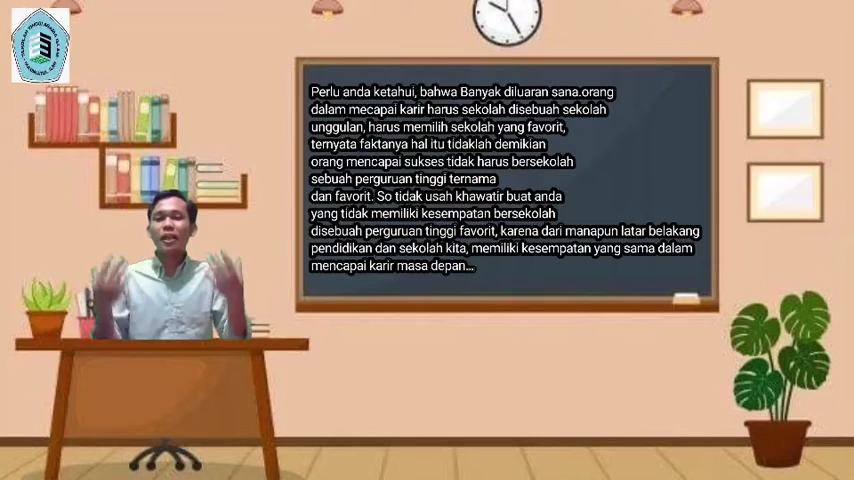 Perlu anda ketahui, bahwa Banyak diluaran sana.orang
dalam mecapai karir harus sekolah disebuah sekolah
unggulan, harus memilih sekolah yang favorit,
ternyata faktanya hal itu tidaklah demikian
orang mencapai sukses tidak harus bersekolah
sebuah perguruan tinggi ternama
dan favorit. So tidak usah khawatir buat anda
yang tidak memiliki kesempatan bersekolah
disebuah perguruan tinggi favorit, karena dari manapun latar belakang
pendidikan dan sekolah kita, memiliki kesempatan yang sama dalam
mencapai karir masa depan...